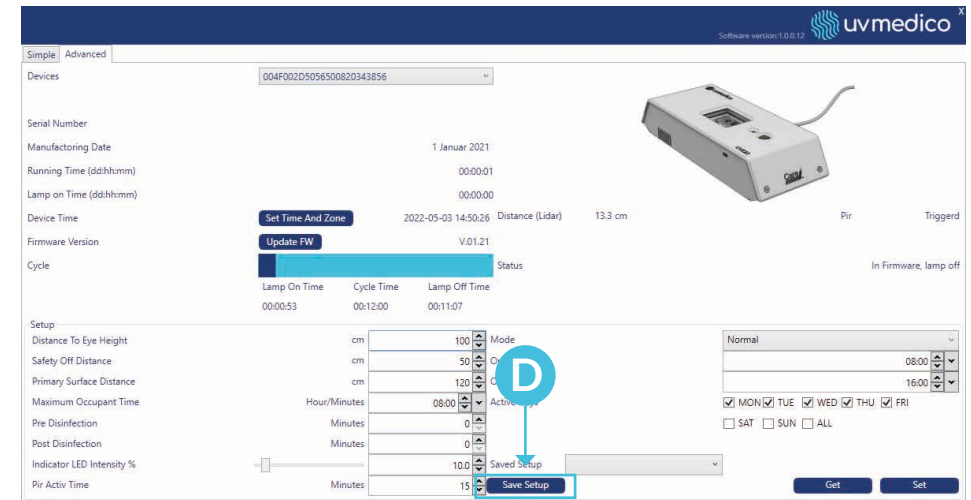 X
Software version:1.0.0.12 uvmedico
Simple Advanced
Devices 004F002D5056500820343856
Serial Number
Manufactoring Date 1 Januar 2021
Running Time (dd:hh:mm) 00:00:01
Lamp on Time (dd:hh:mm) 00:00:00
Device Time Set Time And Zone 2022-05-03 14:50:26 Distance (Lidar) 13.3 cm Pir Triggerd
Firmware Version Update FW V.01.21
Cycle Status In Firmware, lamp off
Lamp On Time Cycle Time Lamp Off Time
00:00:53 00:12:00 00:11:07
Setup
Distance To Eye Height cm 100 Mode Normal
Safety Off Distance cm 50 08:00
Primary Surface Distance cm 120 16:00
Maximum Occupant Time Hour/Minutes 08:00 MON TUE WED THU FRI
D
Pre Disinfection Minutes 0 SAT SUN ALL
Post Disinfection Minutes 0
Indicator LED Intensity % 10.0 Saved Setup
Pir Activ Time Minutes 15 Save Setup Get Set